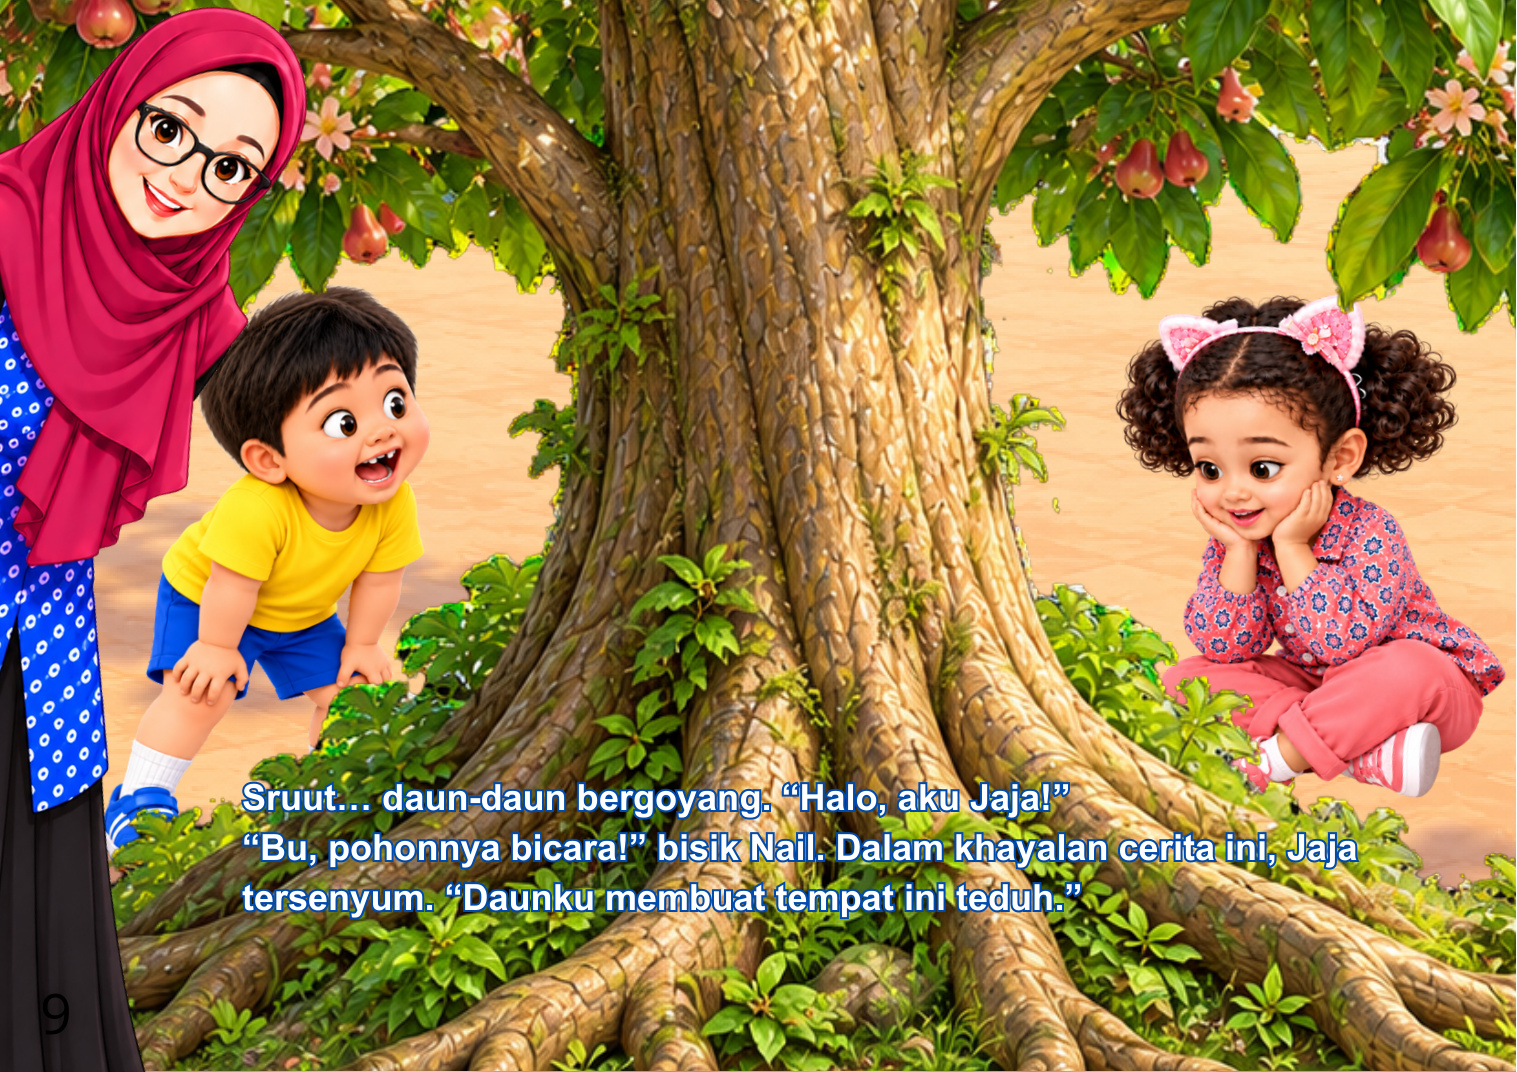 Sruut… daun-daun bergoyang. “Halo, aku Jaja!”
“Bu, pohonnya bicara!” bisik Nail. Dalam khayalan cerita ini, Jaja
tersenyum. “Daunku membuat tempat ini teduh.”
9